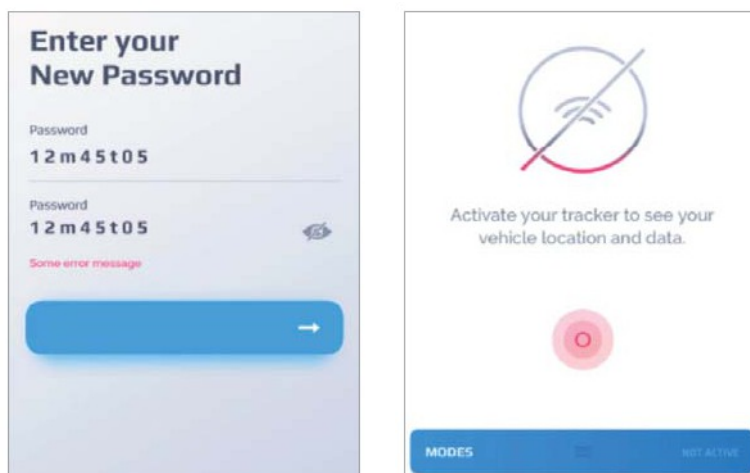 Enter your
New Password
Password
12m45t05
Password
12m45t05
Some error message
Activate your tracker to see your
vehicle location and data.
MODES
NOT ACTIVE